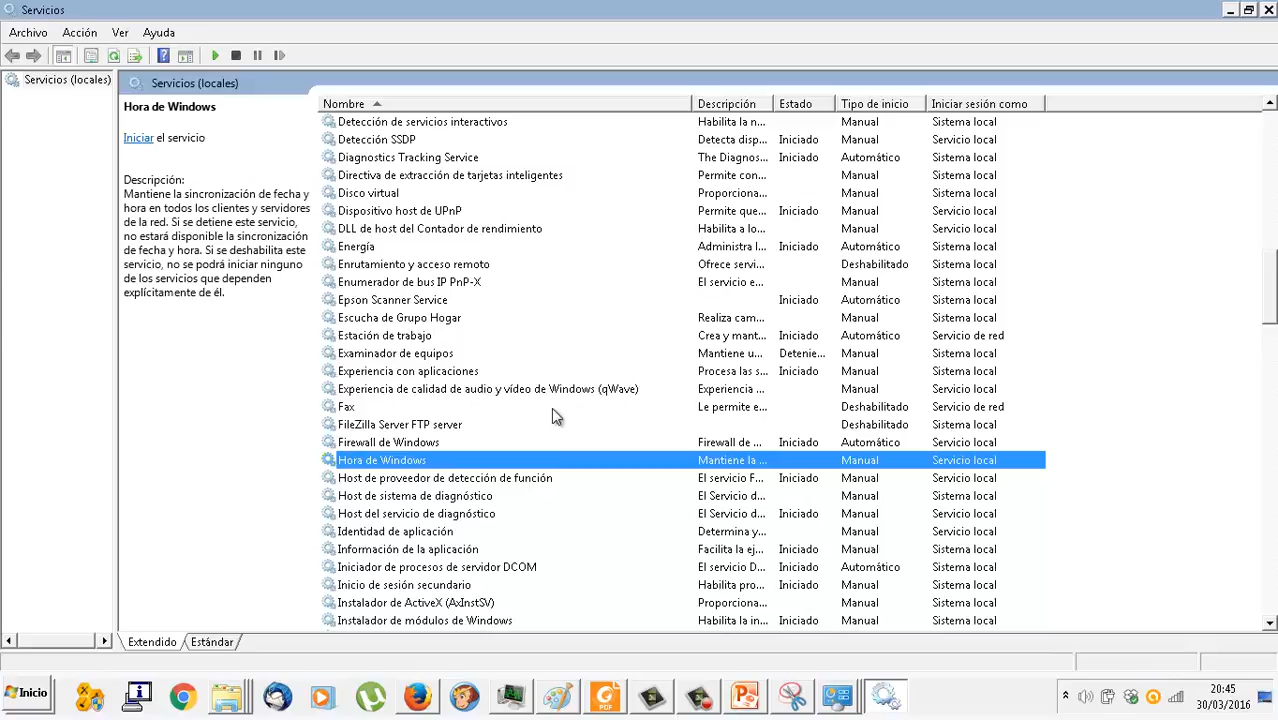 Servicios
Archivo Acción Ver Ayuda
Servicios (locales)
Servicios (locales)
Hora de Windows
Iniciar el servicio
Descripción:
Mantiene la sincronización de fecha y
hora en todos los clientes y servidores
de la red. Si se detiene este servicio,
no estará disponible la sincronización
de fecha y hora. Si se deshabilita este
servicio, no se podrá iniciar ninguno
de los servicios que dependen
explícitamente de él.
Nombre Descripción Estado Tipo de inicio Iniciar sesión como
Detección de servicios interactivos Habilita la n... Manual Sistema local
Detección SSDP Detecta disp... Iniciado Manual Servicio local
Diagnostics Tracking Service The Diagnos... Iniciado Automático Sistema local
Directiva de extracción de tarjetas inteligentes Permite con... Manual Sistema local
Disco virtual Proporciona... Manual Sistema local
Dispositivo host de UPnP Permite que... Iniciado Manual Servicio local
DLL de host del Contador de rendimiento Habilita a lo... Manual Servicio local
Energía Administra l... Iniciado Automático Sistema local
Enrutamiento y acceso remoto Ofrece servi... Deshabilitado Sistema local
Enumerador de bus IP PnP-X El servicio e... Manual Sistema local
Epson Scanner Service Iniciado Automático Sistema local
Escucha de Grupo Hogar Realiza cam... Manual Sistema local
Estación de trabajo Crea y mant... Iniciado Automático Servicio de red
Examinador de equipos Mantiene u... Detenie... Manual Sistema local
Experiencia con aplicaciones Procesa las s... Iniciado Manual Sistema local
Experiencia de calidad de audio y vídeo de Windows (qWave) Experiencia ... Manual Servicio local
Fax Le permite e... Deshabilitado Servicio de red
FileZilla Server FTP server Deshabilitado Sistema local
Firewall de Windows Firewall de ... Iniciado Automático Servicio local
Hora de Windows Mantiene la ... Manual Servicio local
Host de proveedor de detección de función El servicio F... Iniciado Manual Servicio local
Host de sistema de diagnóstico El Servicio d... Manual Sistema local
Host del servicio de diagnóstico El Servicio d... Iniciado Manual Servicio local
Identidad de aplicación Determina y... Manual Servicio local
Información de la aplicación Facilita la ej... Iniciado Manual Sistema local
Iniciador de procesos de servidor DCOM El servicio D... Iniciado Automático Sistema local
Inicio de sesión secundario Habilita pro... Iniciado Manual Sistema local
Instalador de ActiveX (AxInstSV) Proporciona... Manual Sistema local
Instalador de módulos de Windows Habilita la in... Iniciado Manual Sistema local
Extendido Estándar
Inicio
PDF
20:45
30/03/2016